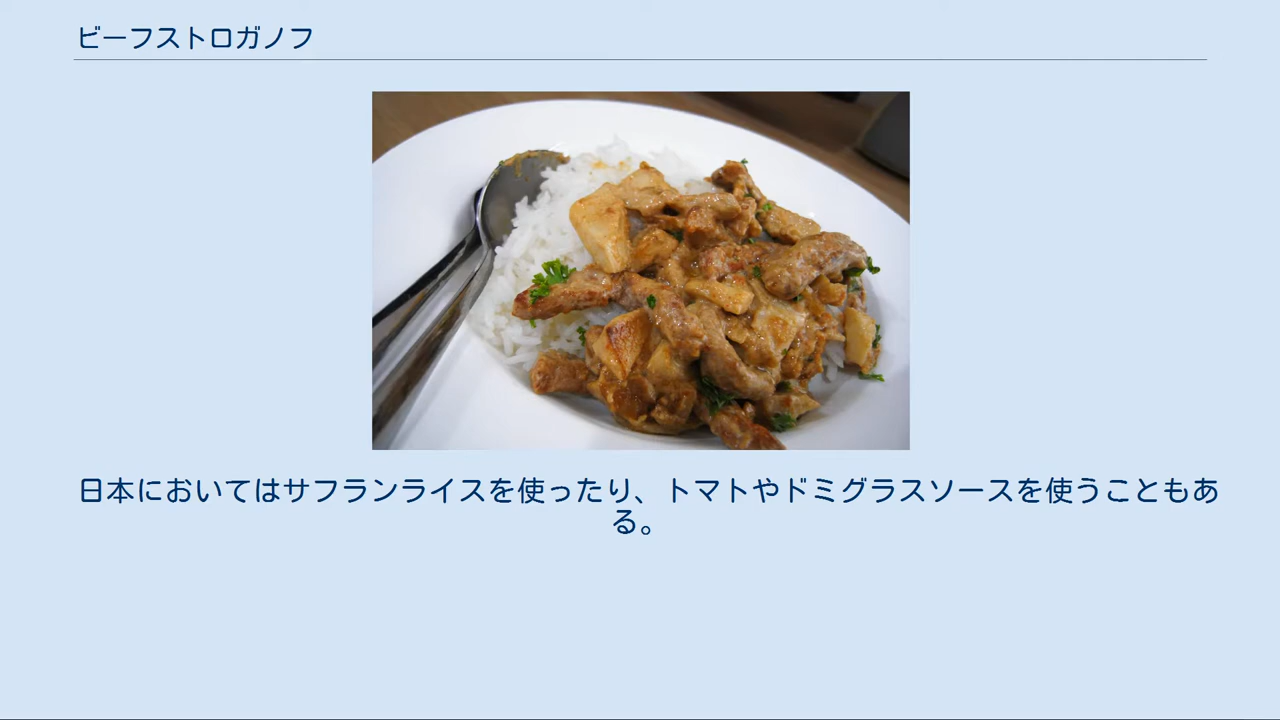 ビーフストロガノフ
日本においてはサフランライスを使ったり、トマトやドミグラスソースを使うこともあ
る。